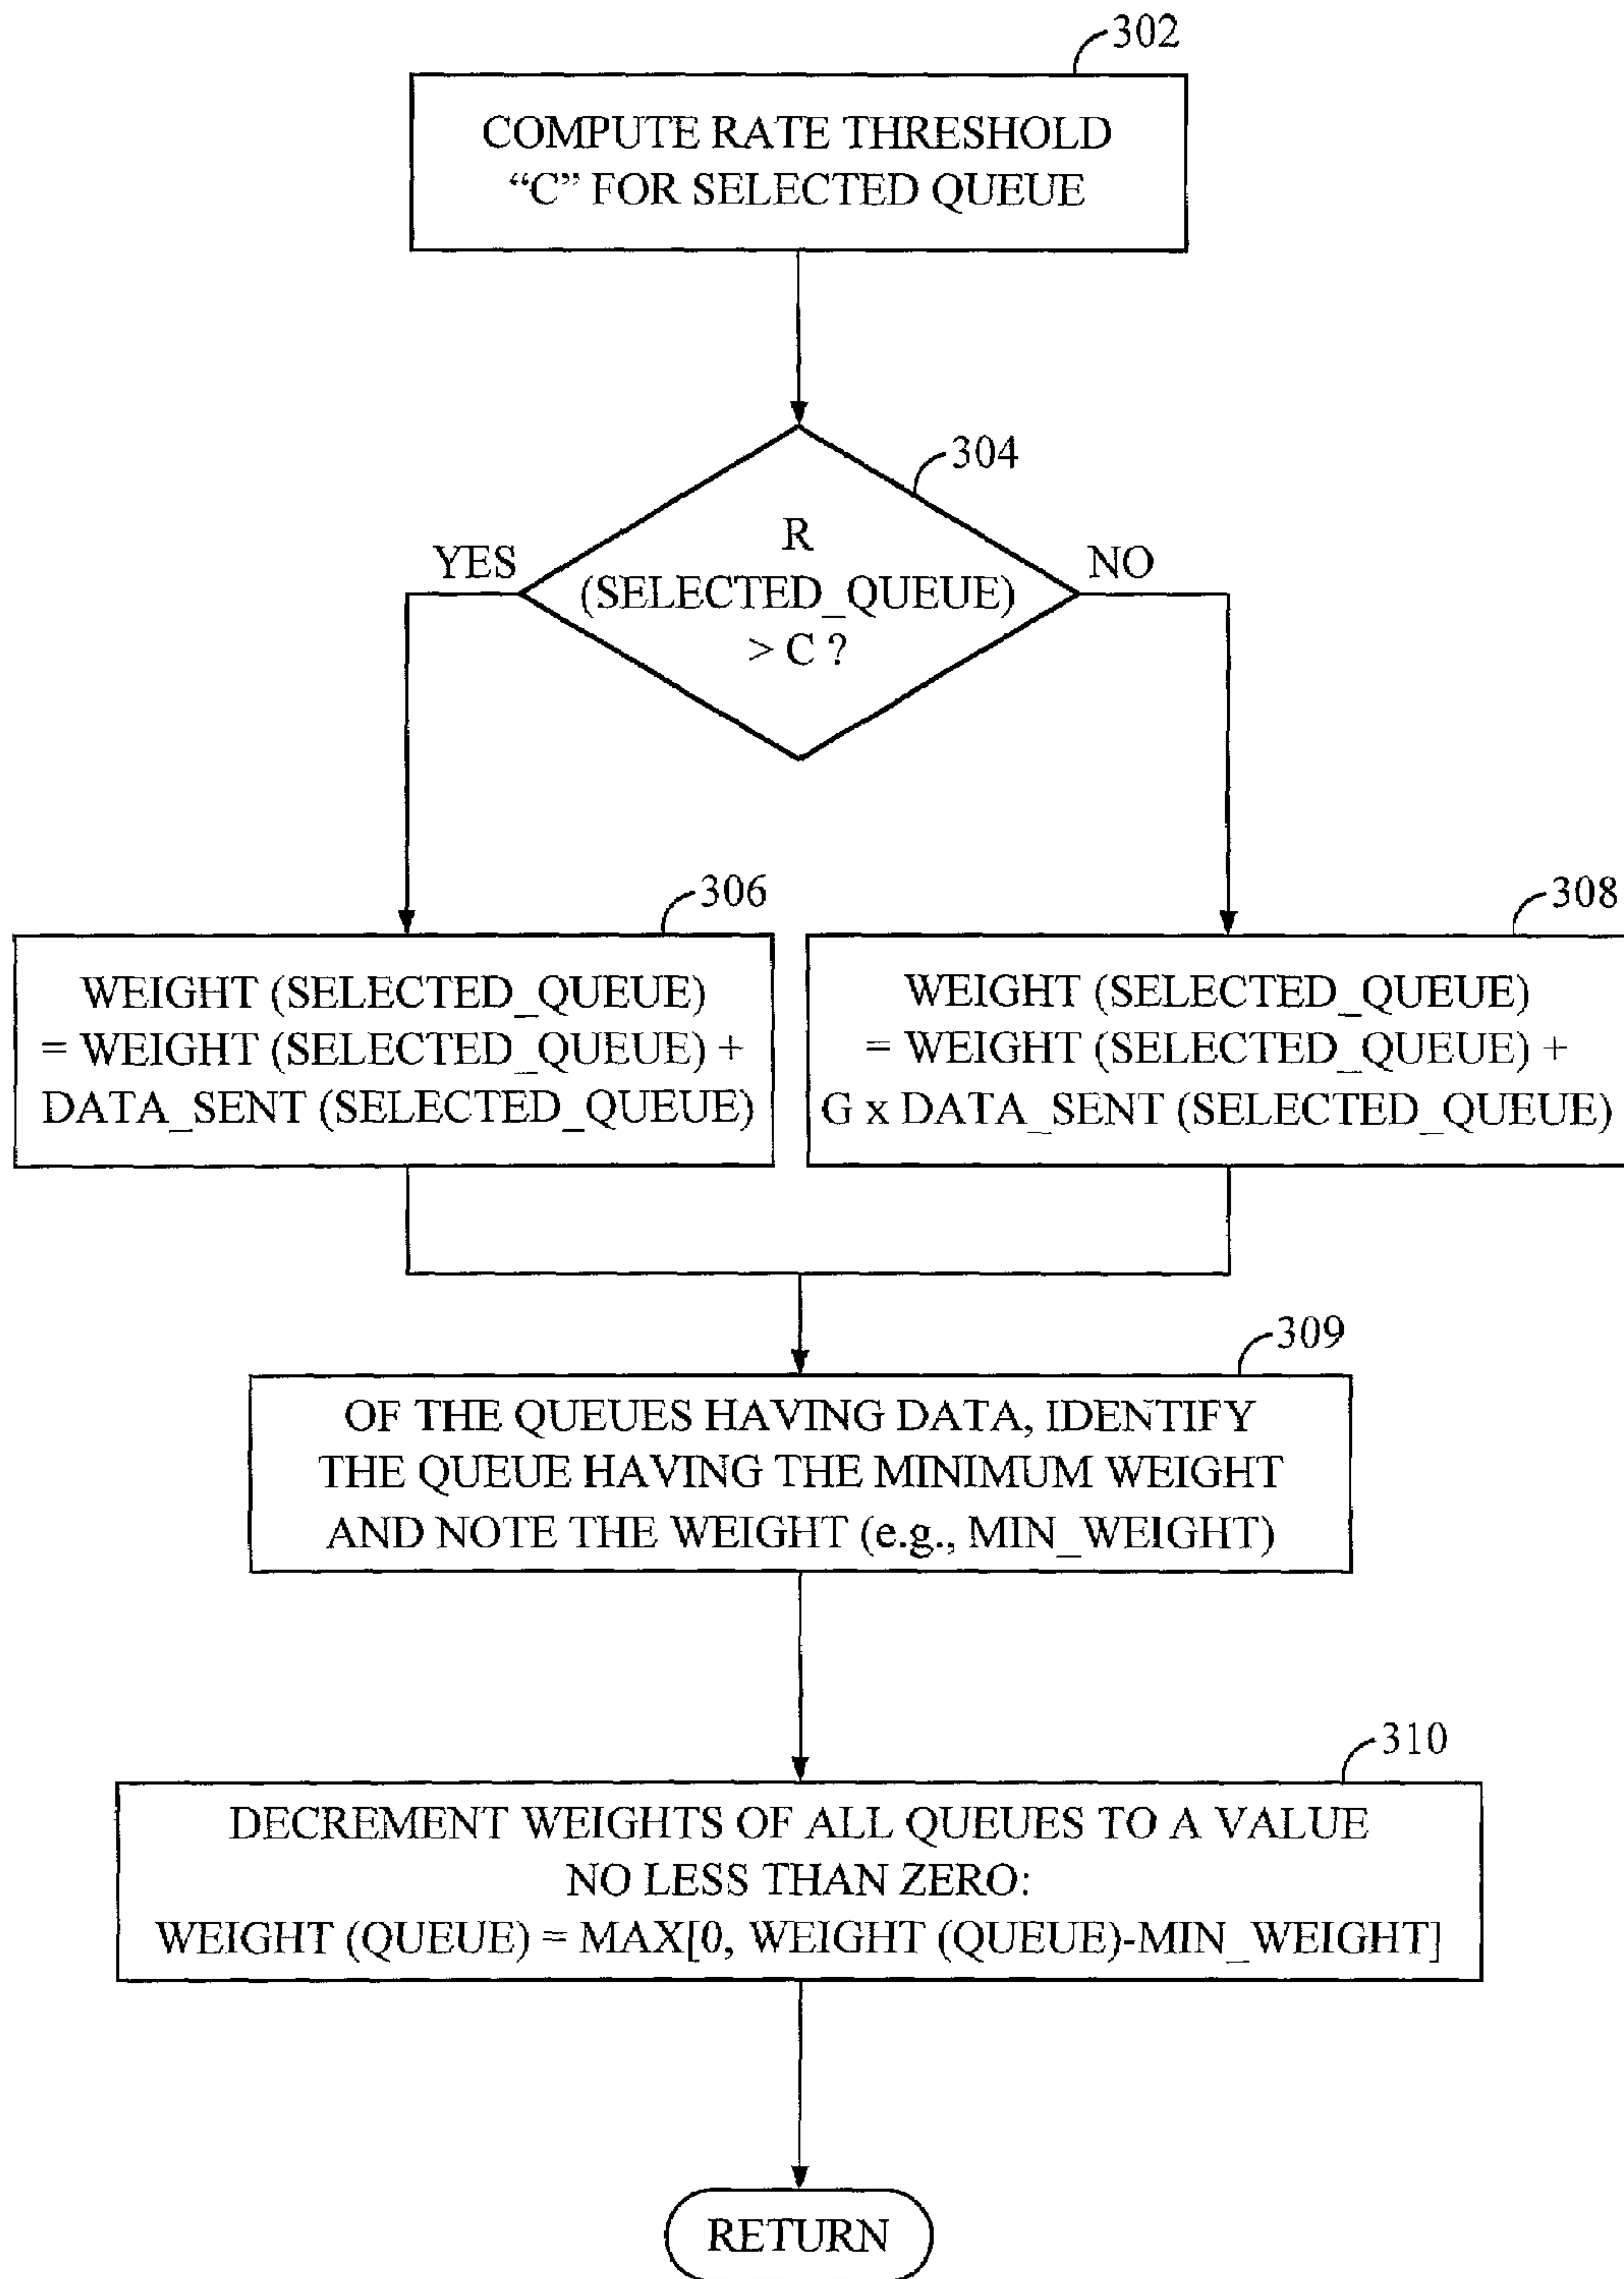 302
COMPUTE RATE THRESHOLD
“C” FOR SELECTED QUEUE
304
R
(SELECTED_QUEUE)
> C ?
YES
NO
306
WEIGHT (SELECTED_QUEUE)
= WEIGHT (SELECTED_QUEUE) +
DATA_SENT (SELECTED_QUEUE)
308
WEIGHT (SELECTED_QUEUE)
= WEIGHT (SELECTED_QUEUE) +
G x DATA_SENT (SELECTED_QUEUE)
309
OF THE QUEUES HAVING DATA, IDENTIFY
THE QUEUE HAVING THE MINIMUM WEIGHT
AND NOTE THE WEIGHT (e.g., MIN_WEIGHT)
310
DECREMENT WEIGHTS OF ALL QUEUES TO A VALUE
NO LESS THAN ZERO:
WEIGHT (QUEUE) = MAX[0, WEIGHT (QUEUE)-MIN_WEIGHT]
RETURN